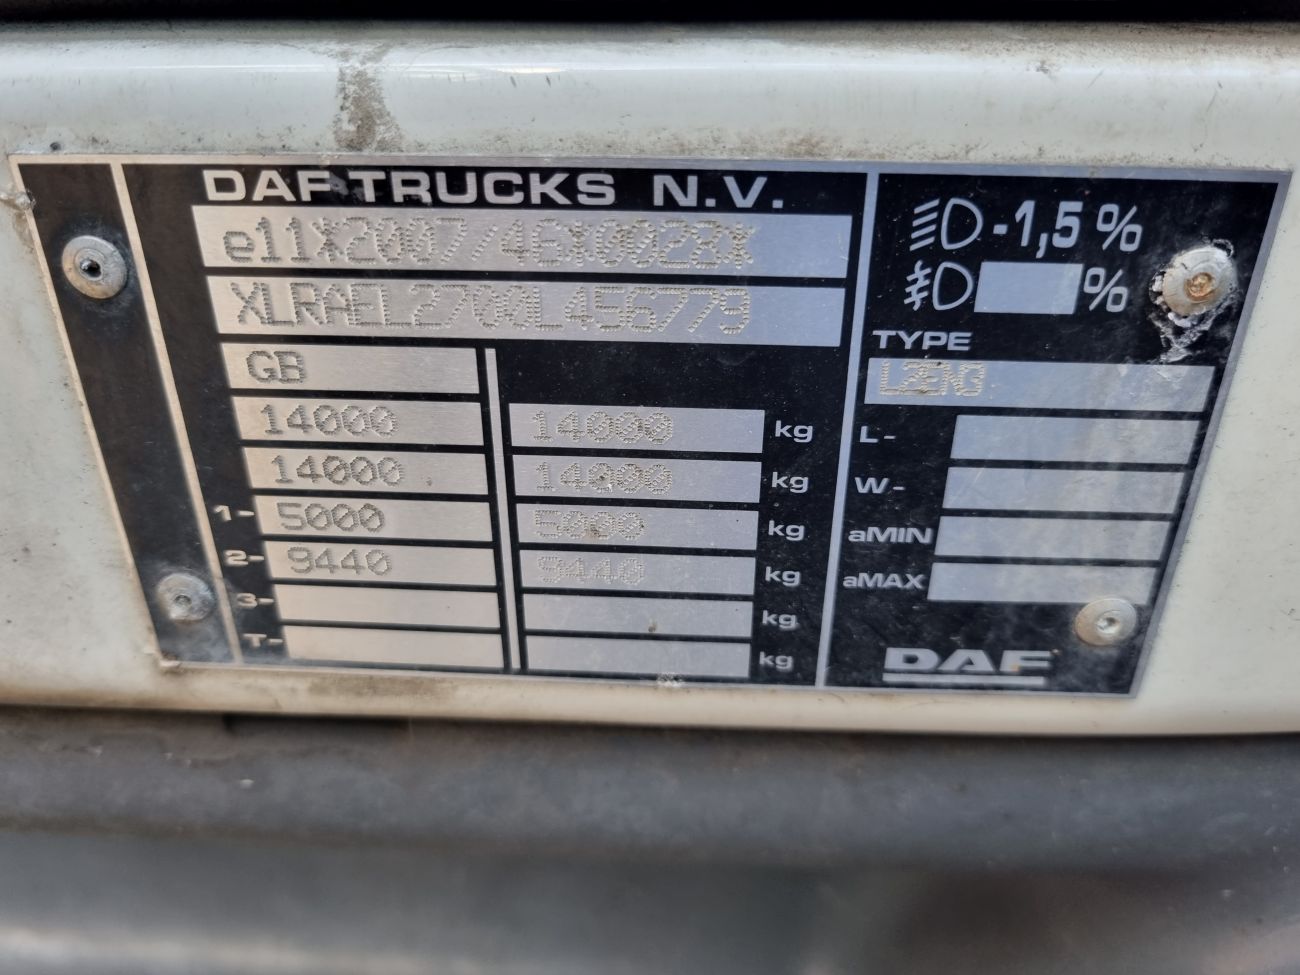 DAF TRUCKS N.V.
e11*2007/46*0028*
XLRAEL2700L456779
GB
14000 14000 kg
14000 14000 kg
1- 5000 5000 kg
2- 9440 9440 kg
3- kg
T- kg
-1,5 %
%
TYPE
L2EN3
L-
W-
aMIN
aMAX
DAF